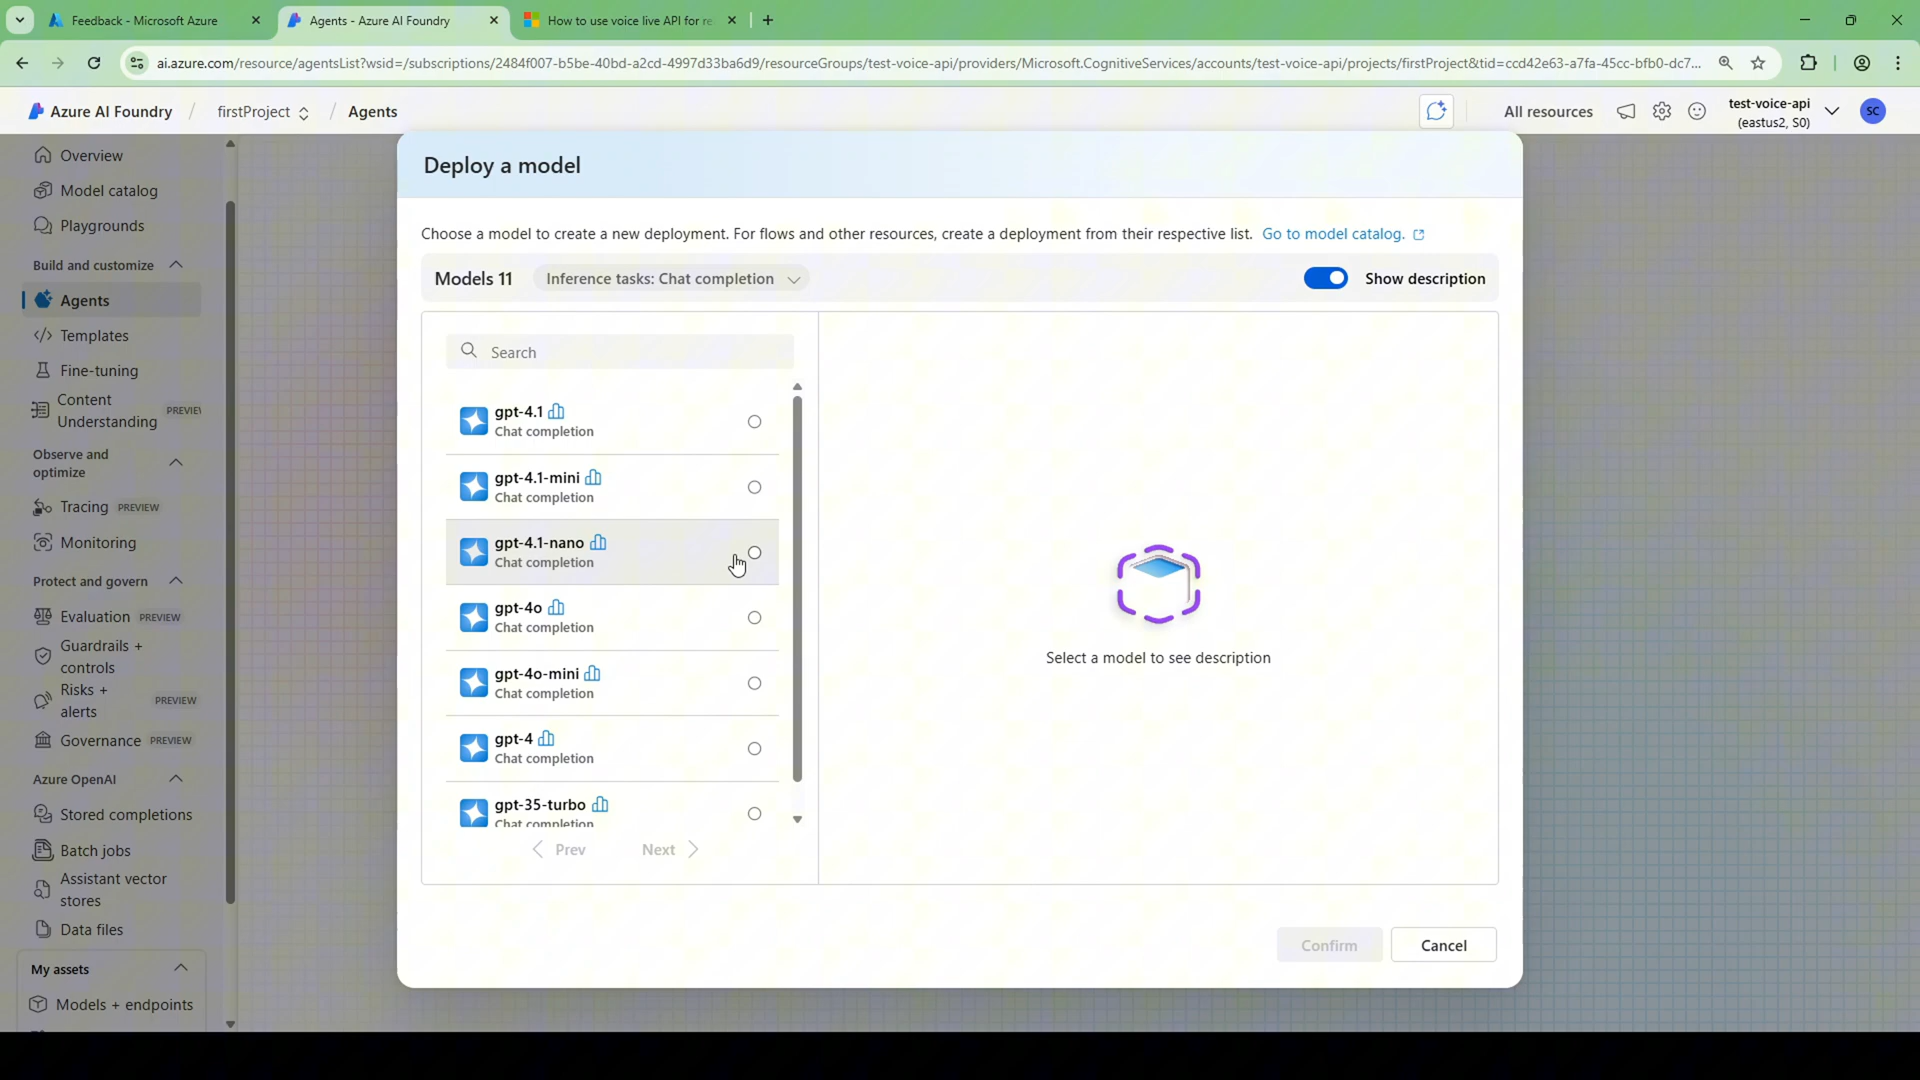 Feedback - Microsoft Azure
Agents - Azure AI Foundry
How to use voice live API for re
ai.azure.com/resource/agentsList?wsid=/subscriptions/2484f007-b5be-40bd-a2cd-4997d33ba6d9/resourceGroups/test-voice-api/providers/Microsoft.CognitiveServices/accounts/test-voice-api/projects/firstProject&tid=ccd42e63-a7fa-45cc-bfb0-dc7...
Azure AI Foundry / firstProject / Agents
All resources
test-voice-api
(eastus2, S0)
SC
Overview
Model catalog
Playgrounds
Build and customize
Agents
Templates
Fine-tuning
Content
Understanding PREVIEW
Observe and
optimize
Tracing PREVIEW
Monitoring
Protect and govern
Evaluation PREVIEW
Guardrails +
controls
Risks +
alerts PREVIEW
Governance PREVIEW
Azure OpenAI
Stored completions
Batch jobs
Assistant vector
stores
Data files
My assets
Models + endpoints
Deploy a model
Choose a model to create a new deployment. For flows and other resources, create a deployment from their respective list. Go to model catalog.
Models 11
Inference tasks: Chat completion
Show description
Search
gpt-4.1
Chat completion
gpt-4.1-mini
Chat completion
gpt-4.1-nano
Chat completion
gpt-4o
Chat completion
gpt-4o-mini
Chat completion
gpt-4
Chat completion
gpt-35-turbo
Chat completion
Prev
Next
Select a model to see description
Confirm
Cancel